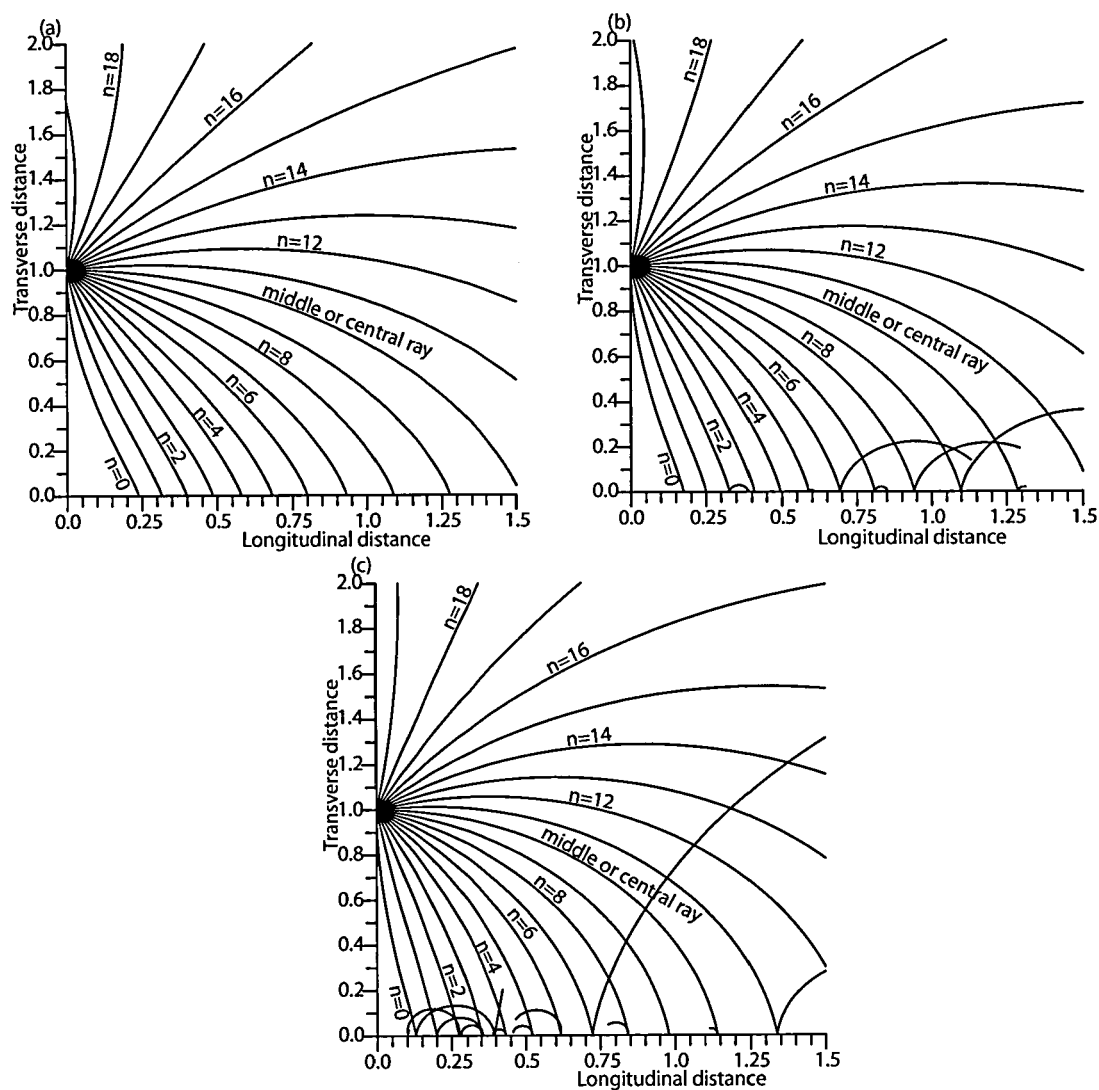 (a)
2.0
1.8
1.6
1.4
1.2
1.0
0.8
0.6
0.4
0.2
0.0
Transverse distance
n=18
n=16
n=14
n=12
middle or central ray
n=8
n=6
n=4
n=2
n=0
0.0 0.25 0.5 0.75 1.0 1.25 1.5
Longitudinal distance
(b)
2.0
1.8
1.6
1.4
1.2
1.0
0.8
0.6
0.4
0.2
0.0
Transverse distance
n=18
n=16
n=14
n=12
middle or central ray
n=8
n=6
n=4
n=2
n=0
0.0 0.25 0.5 0.75 1.0 1.25 1.5
Longitudinal distance
(c)
2.0
1.8
1.6
1.4
1.2
1.0
0.8
0.6
0.4
0.2
0.0
Transverse distance
n=18
n=16
n=14
n=12
middle or central ray
n=8
n=6
n=4
n=2
n=0
0.0 0.25 0.5 0.75 1.00 1.25 1.5
Longitudinal distance